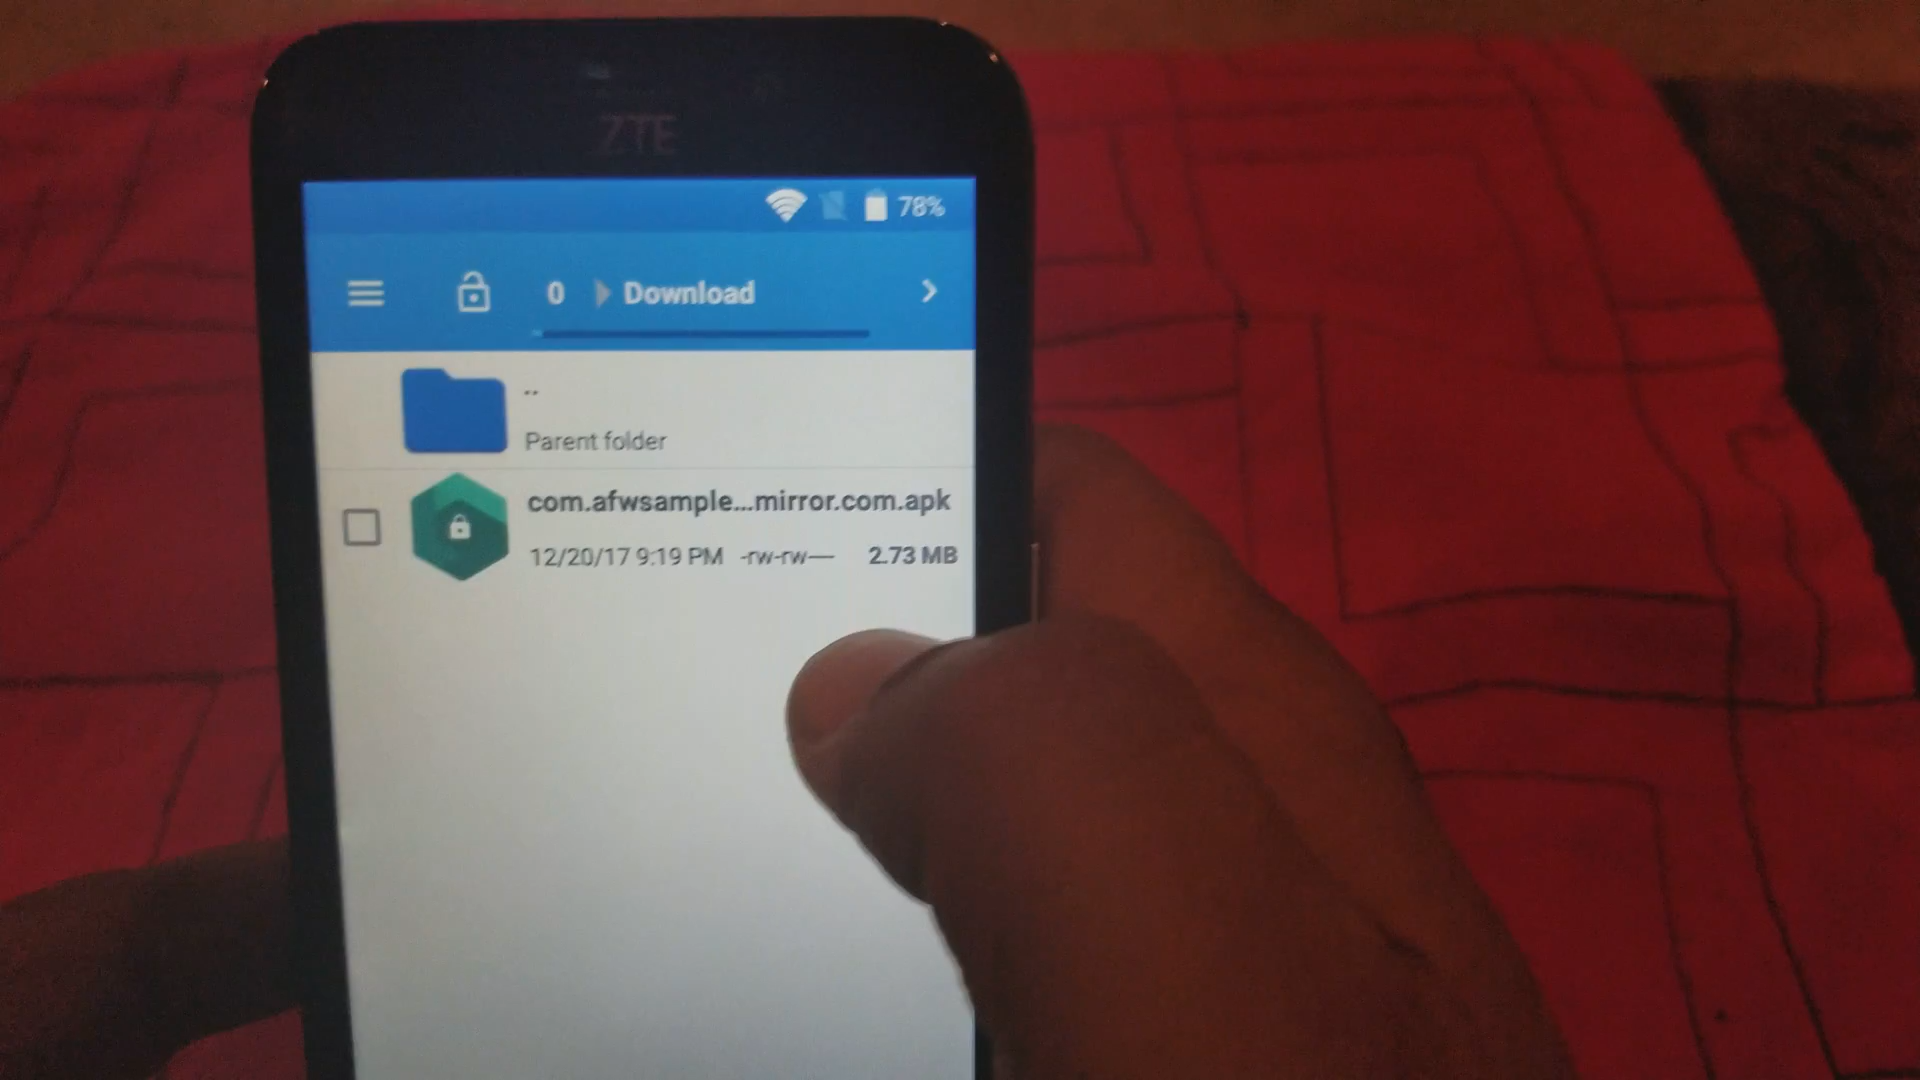 ZTE
78%
0 Download
..
Parent folder
com.afwsample...mirror.com.apk
12/20/17 9:19 PM -rw-rw— 2.73 MB